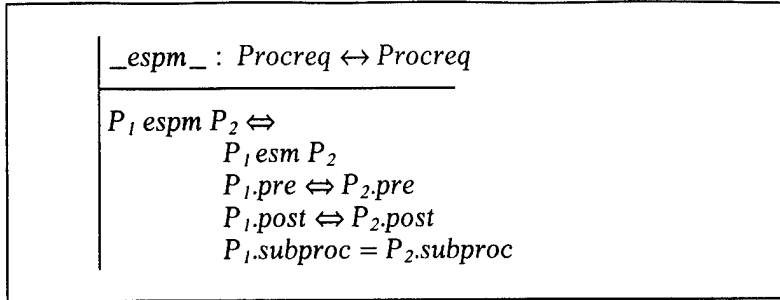 _espm_ : Procreq ↔ Procreq
P₁ espm P₂ ⇔
P₁ esm P₂
P₁.pre ⇔ P₂.pre
P₁.post ⇔ P₂.post
P₁.subproc = P₂.subproc